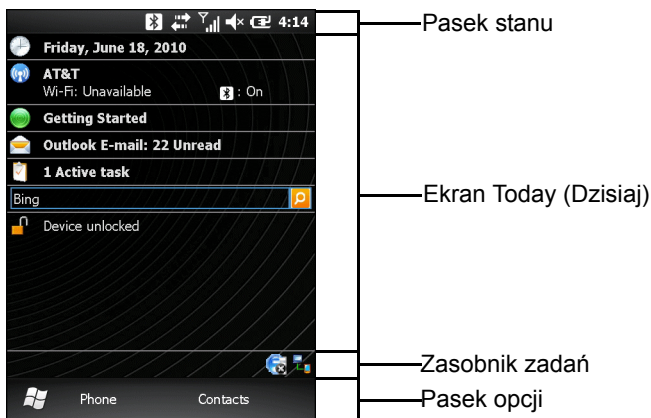 4:14
Pasek stanu
Friday, June 18, 2010
AT&T
Wi-Fi: Unavailable : On
Getting Started
Outlook E-mail: 22 Unread
1 Active task
Bing
Ekran Today (Dzisiaj)
Device unlocked
Zasobnik zadań
Phone Contacts
Pasek opcji